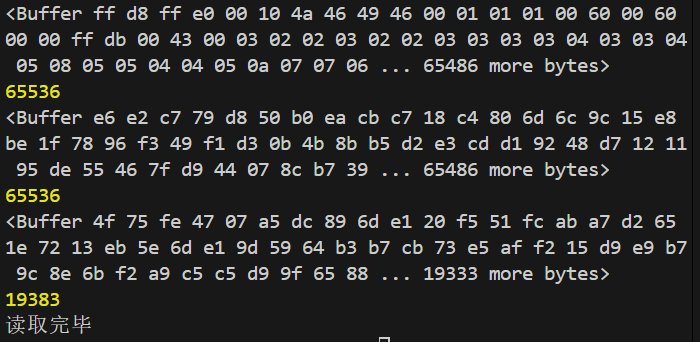 <Buffer ff d8 ff e0 00 10 4a 46 49 46 00 01 01 01 00 60 00 60
00 00 ff db 00 43 00 03 02 02 03 02 02 03 03 03 03 04 03 03 04
05 08 05 05 04 04 05 0a 07 07 06 ... 65486 more bytes>
65536
<Buffer e6 e2 c7 79 d8 50 b0 ea cb c7 18 c4 80 6d 6c 9c 15 e8
be 1f 78 96 f3 49 f1 d3 0b 4b 8b b5 d2 e3 cd d1 92 48 d7 12 11
95 de 55 46 7f d9 44 07 8c b7 39 ... 65486 more bytes>
65536
<Buffer 4f 75 fe 47 07 a5 dc 89 6d e1 20 f5 51 fc ab a7 d2 65
1e 72 13 eb 5e 6d e1 9d 59 64 b3 b7 cb 73 e5 af f2 15 d9 e9 b7
9c 8e 6b f2 a9 c5 c5 d9 9f 65 88 ... 19333 more bytes>
19383
读取完毕